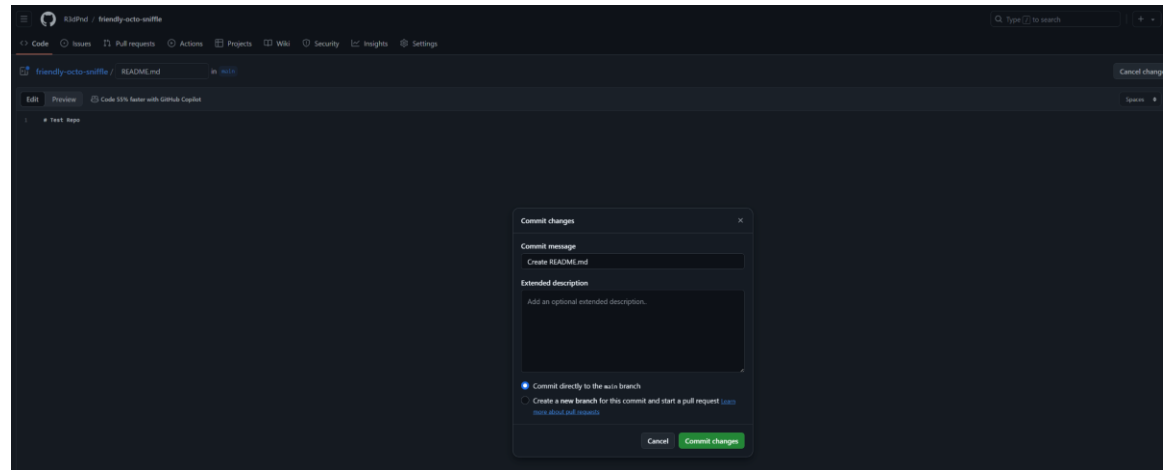 R3dPnd / friendly-octo-sniffle
Type / to search
Code Issues Pull requests Actions Projects Wiki Security Insights Settings
friendly-octo-sniffle / README.md in main
Cancel chang
Edit Preview Code 55% faster with GitHub Copilot
Spaces
1 # Test Repo
Commit changes
Commit message
Create README.md
Extended description
Add an optional extended description..
Commit directly to the main branch
Create a new branch for this commit and start a pull request Learn
more about pull requests
Cancel Commit changes